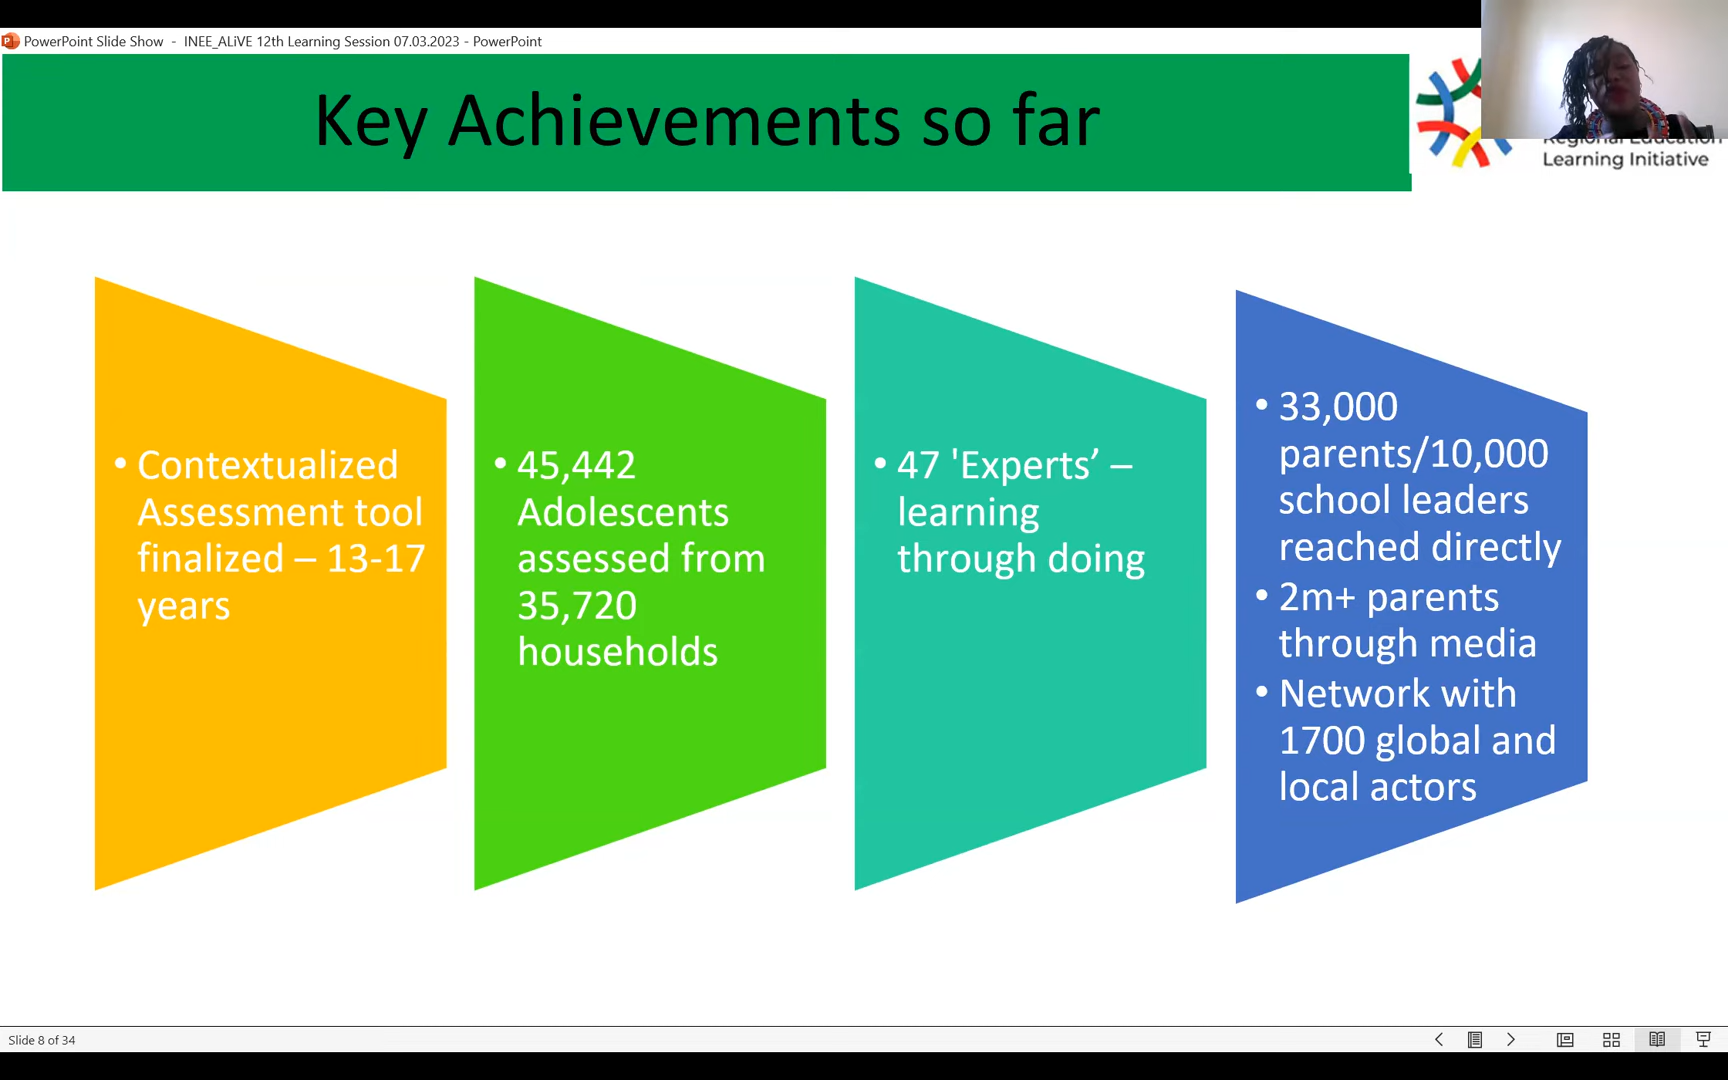 PowerPoint Slide Show - INEE_ALiVE 12th Learning Session 07.03.2023 - PowerPoint
Key Achievements so far
Regional Education
Learning Initiative
• Contextualized
Assessment tool
finalized – 13-17
years
• 45,442
Adolescents
assessed from
35,720
households
• 47 'Experts’ –
learning
through doing
• 33,000
parents/10,000
school leaders
reached directly
• 2m+ parents
through media
• Network with
1700 global and
local actors
Slide 8 of 34